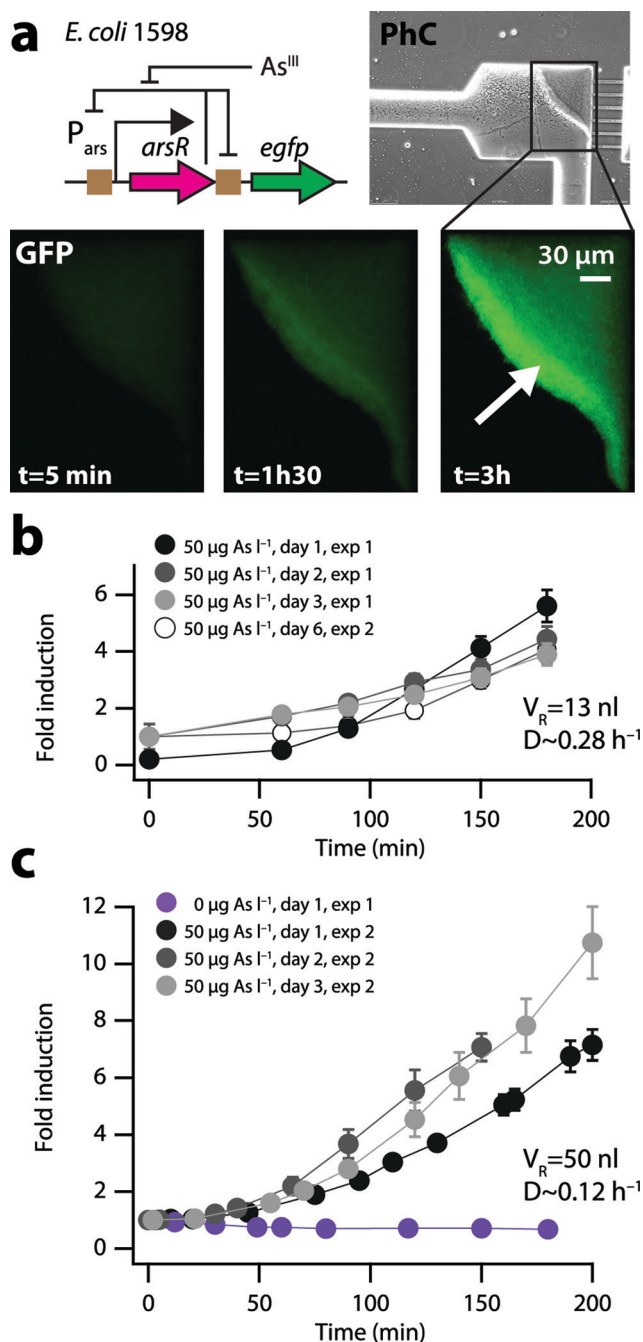 a
E. coli 1598
PhC
As^III
P_ars
arsR
egfp
GFP
30 µm
t=5 min
t=1h30
t=3h
b
50 µg As l⁻¹, day 1, exp 1
50 µg As l⁻¹, day 2, exp 1
50 µg As l⁻¹, day 3, exp 1
50 µg As l⁻¹, day 6, exp 2
Fold induction
6
4
2
0
V_R=13 nl
D~0.28 h⁻¹
0 50 100 150 200
Time (min)
c
0 µg As l⁻¹, day 1, exp 1
50 µg As l⁻¹, day 1, exp 2
50 µg As l⁻¹, day 2, exp 2
50 µg As l⁻¹, day 3, exp 2
Fold induction
12
10
8
6
4
2
0
V_R=50 nl
D~0.12 h⁻¹
0 50 100 150 200
Time (min)